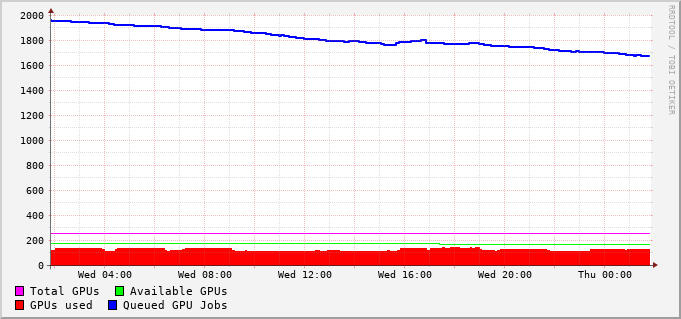 RRDTOOL / TOBI OETIKER
2000
1800
1600
1400
1200
1000
800
600
400
200
0
Wed 04:00 Wed 08:00 Wed 12:00 Wed 16:00 Wed 20:00 Thu 00:00
Total GPUs Available GPUs
GPUs used Queued GPU Jobs